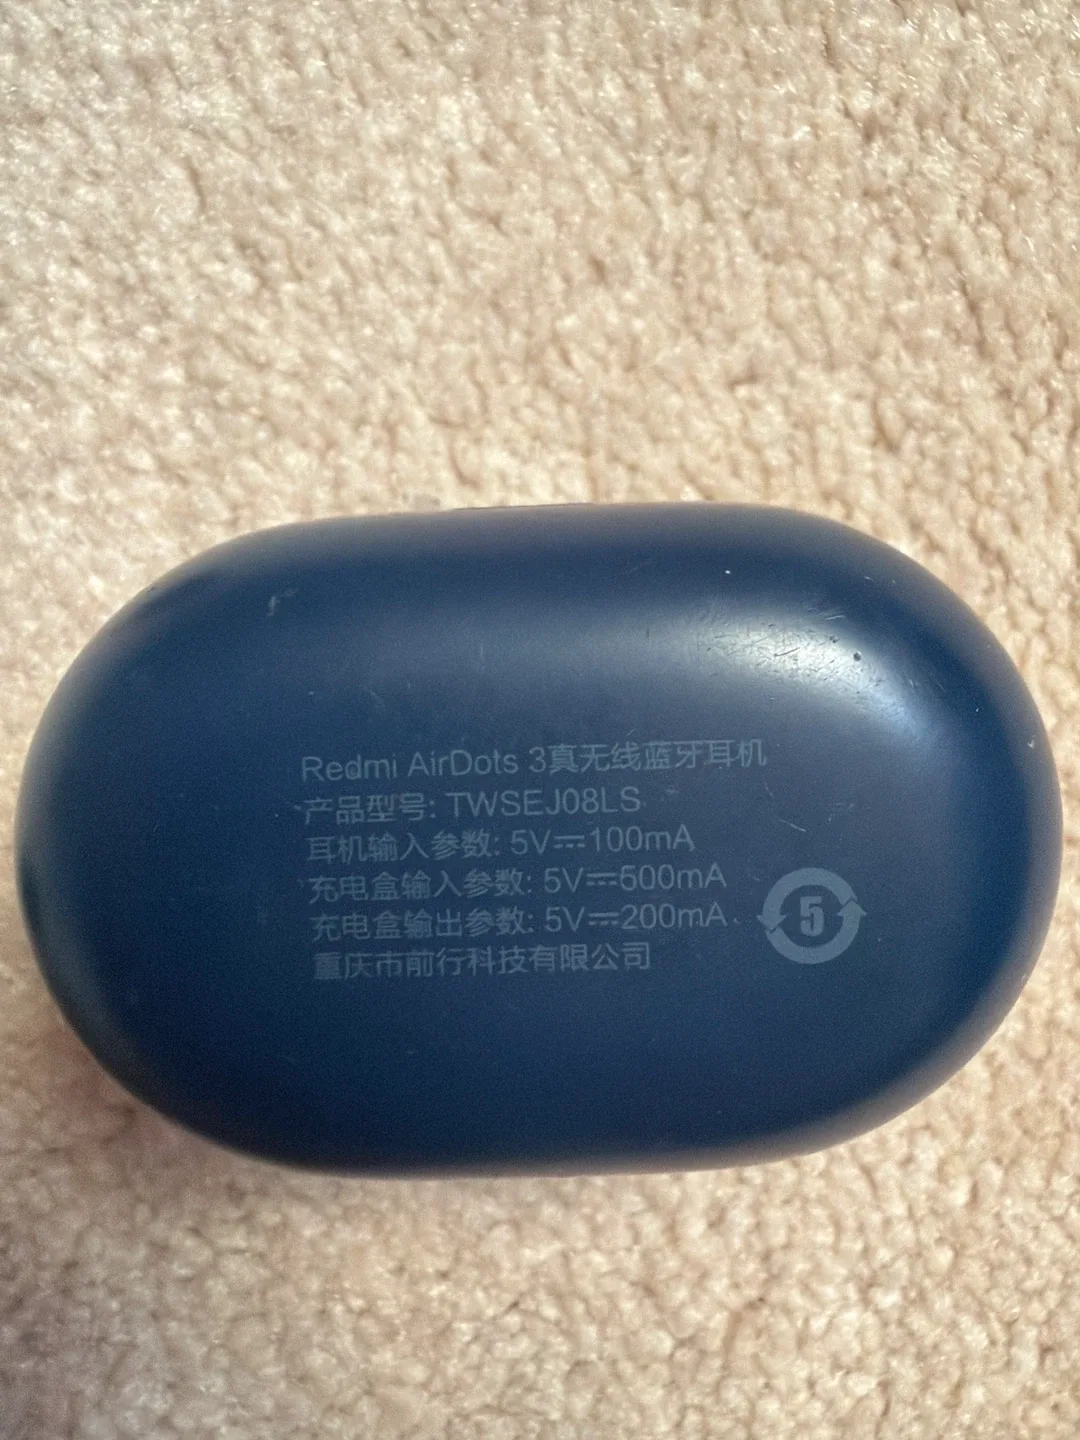 Redmi AirDots 3真无线蓝牙耳机
产品型号: TWSEJ08LS
耳机输入参数: 5V⎓100mA
充电盒输入参数: 5V⎓500mA
充电盒输出参数: 5V⎓200mA
重庆市前行科技有限公司
5